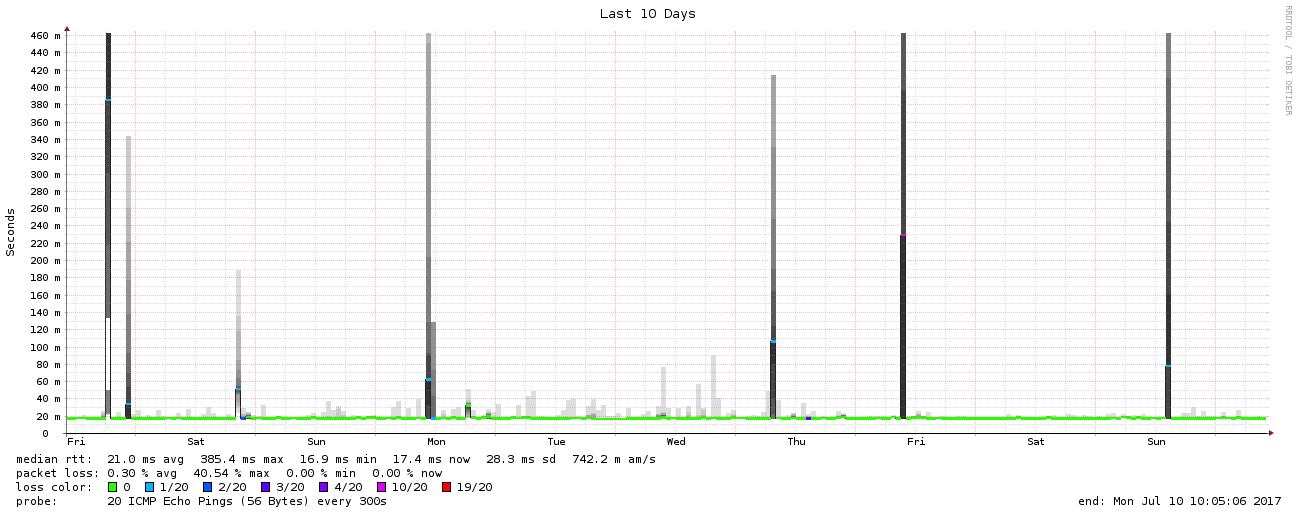 Last 10 Days
RRDTOOL / TOBI OETIKER
Seconds
460 m
440 m
420 m
400 m
380 m
360 m
340 m
320 m
300 m
280 m
260 m
240 m
220 m
200 m
180 m
160 m
140 m
120 m
100 m
80 m
60 m
40 m
20 m
0
Fri Sat Sun Mon Tue Wed Thu Fri Sat Sun
median rtt: 21.0 ms avg 385.4 ms max 16.9 ms min 17.4 ms now 28.3 ms sd 742.2 m am/s
packet loss: 0.30 % avg 40.54 % max 0.00 % min 0.00 % now
loss color: 0 1/20 2/20 3/20 4/20 10/20 19/20
probe: 20 ICMP Echo Pings (56 Bytes) every 300s end: Mon Jul 10 10:05:06 2017